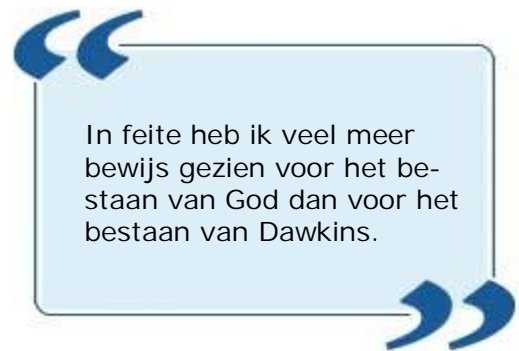 In feite heb ik veel meer
bewijs gezien voor het be-
staan van God dan voor het
bestaan van Dawkins.